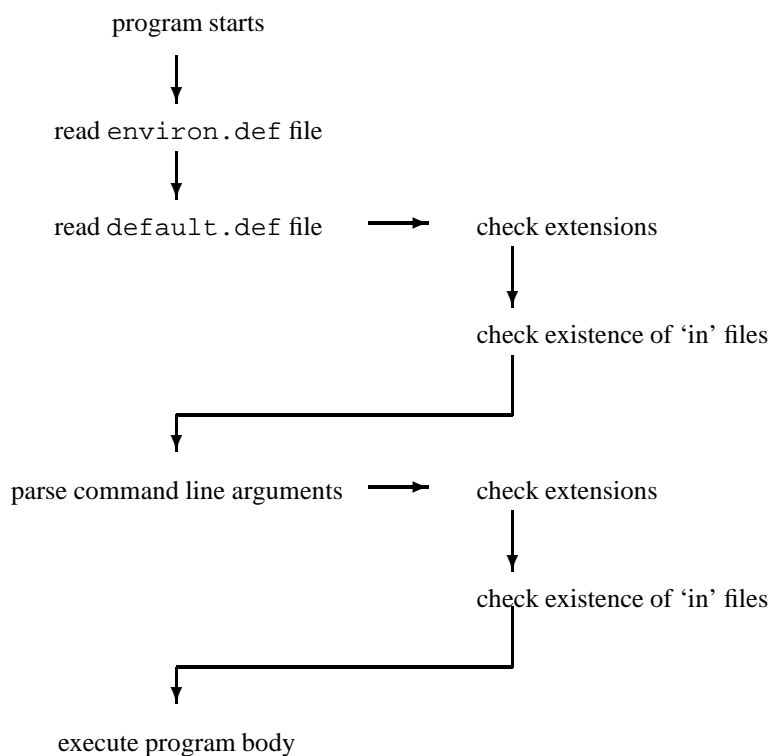 program starts
read environ.def file
read default.def file
check extensions
check existence of ‘in’ files
parse command line arguments
check extensions
check existence of ‘in’ files
execute program body